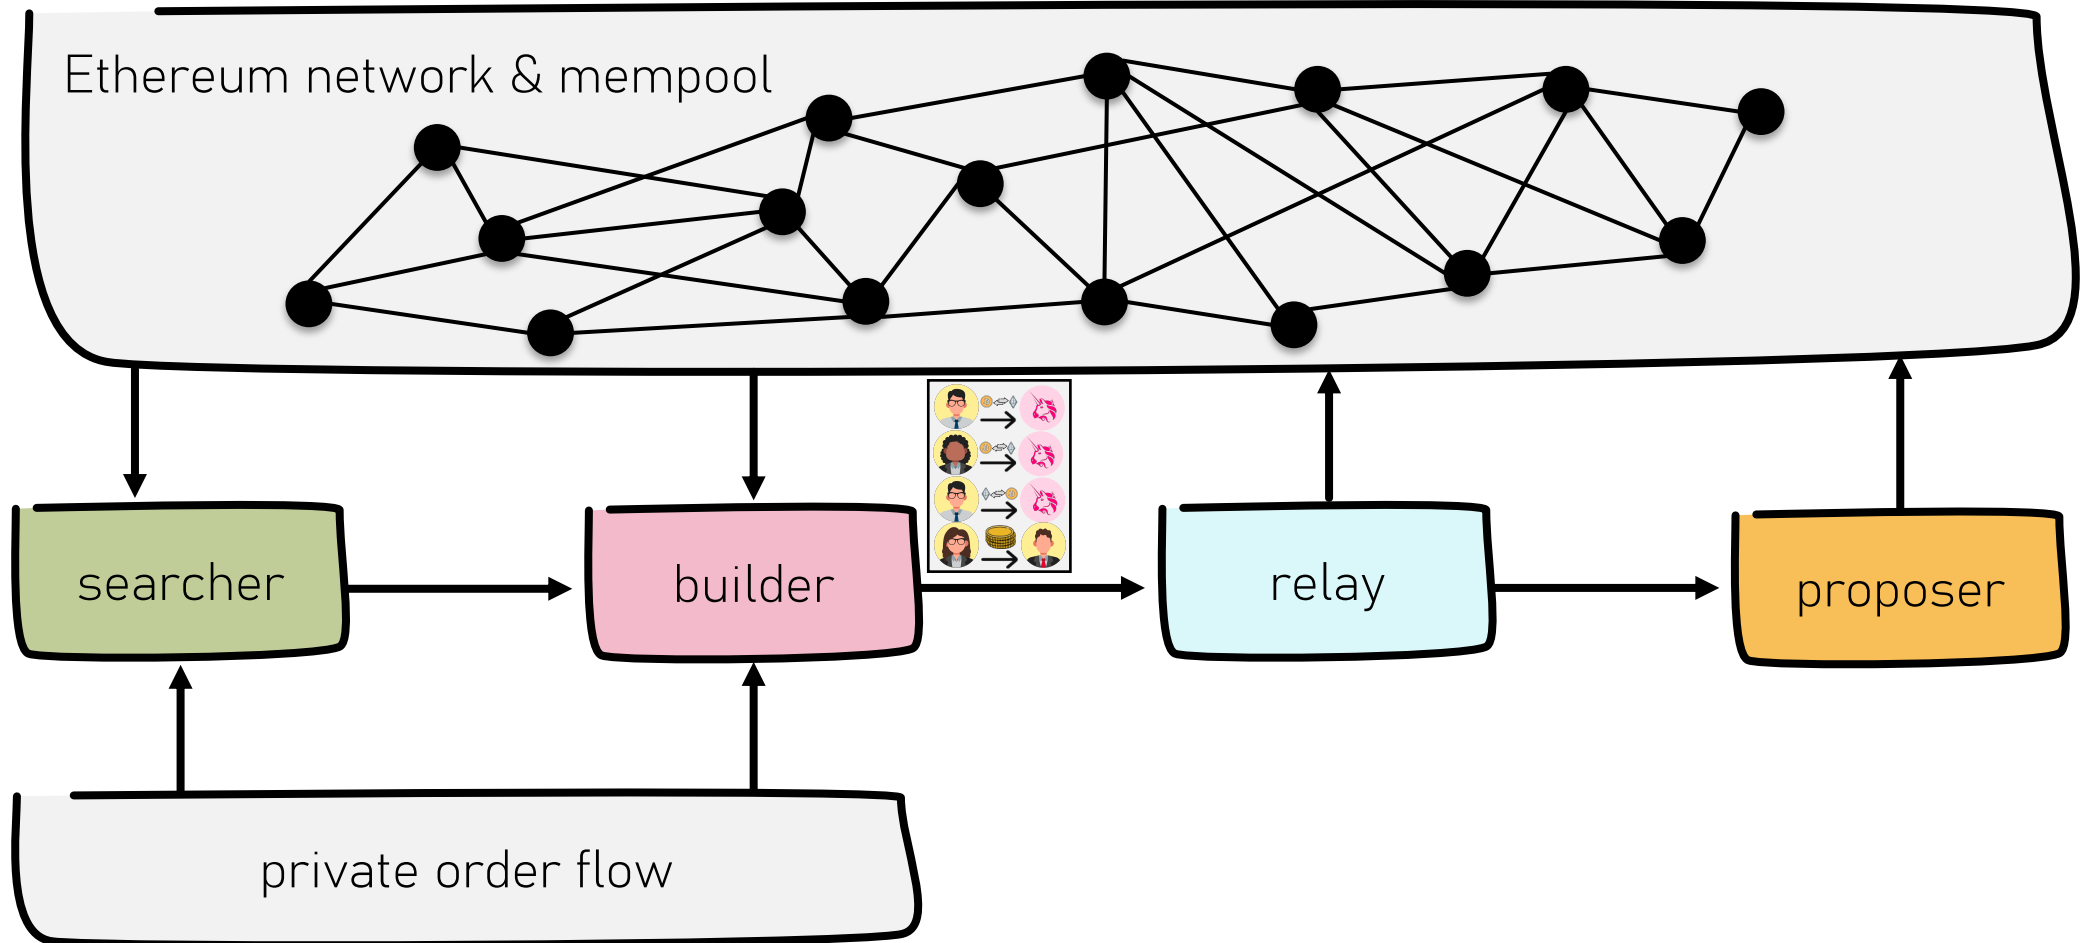 Ethereum network & mempool
searcher
builder
relay
proposer
private order flow